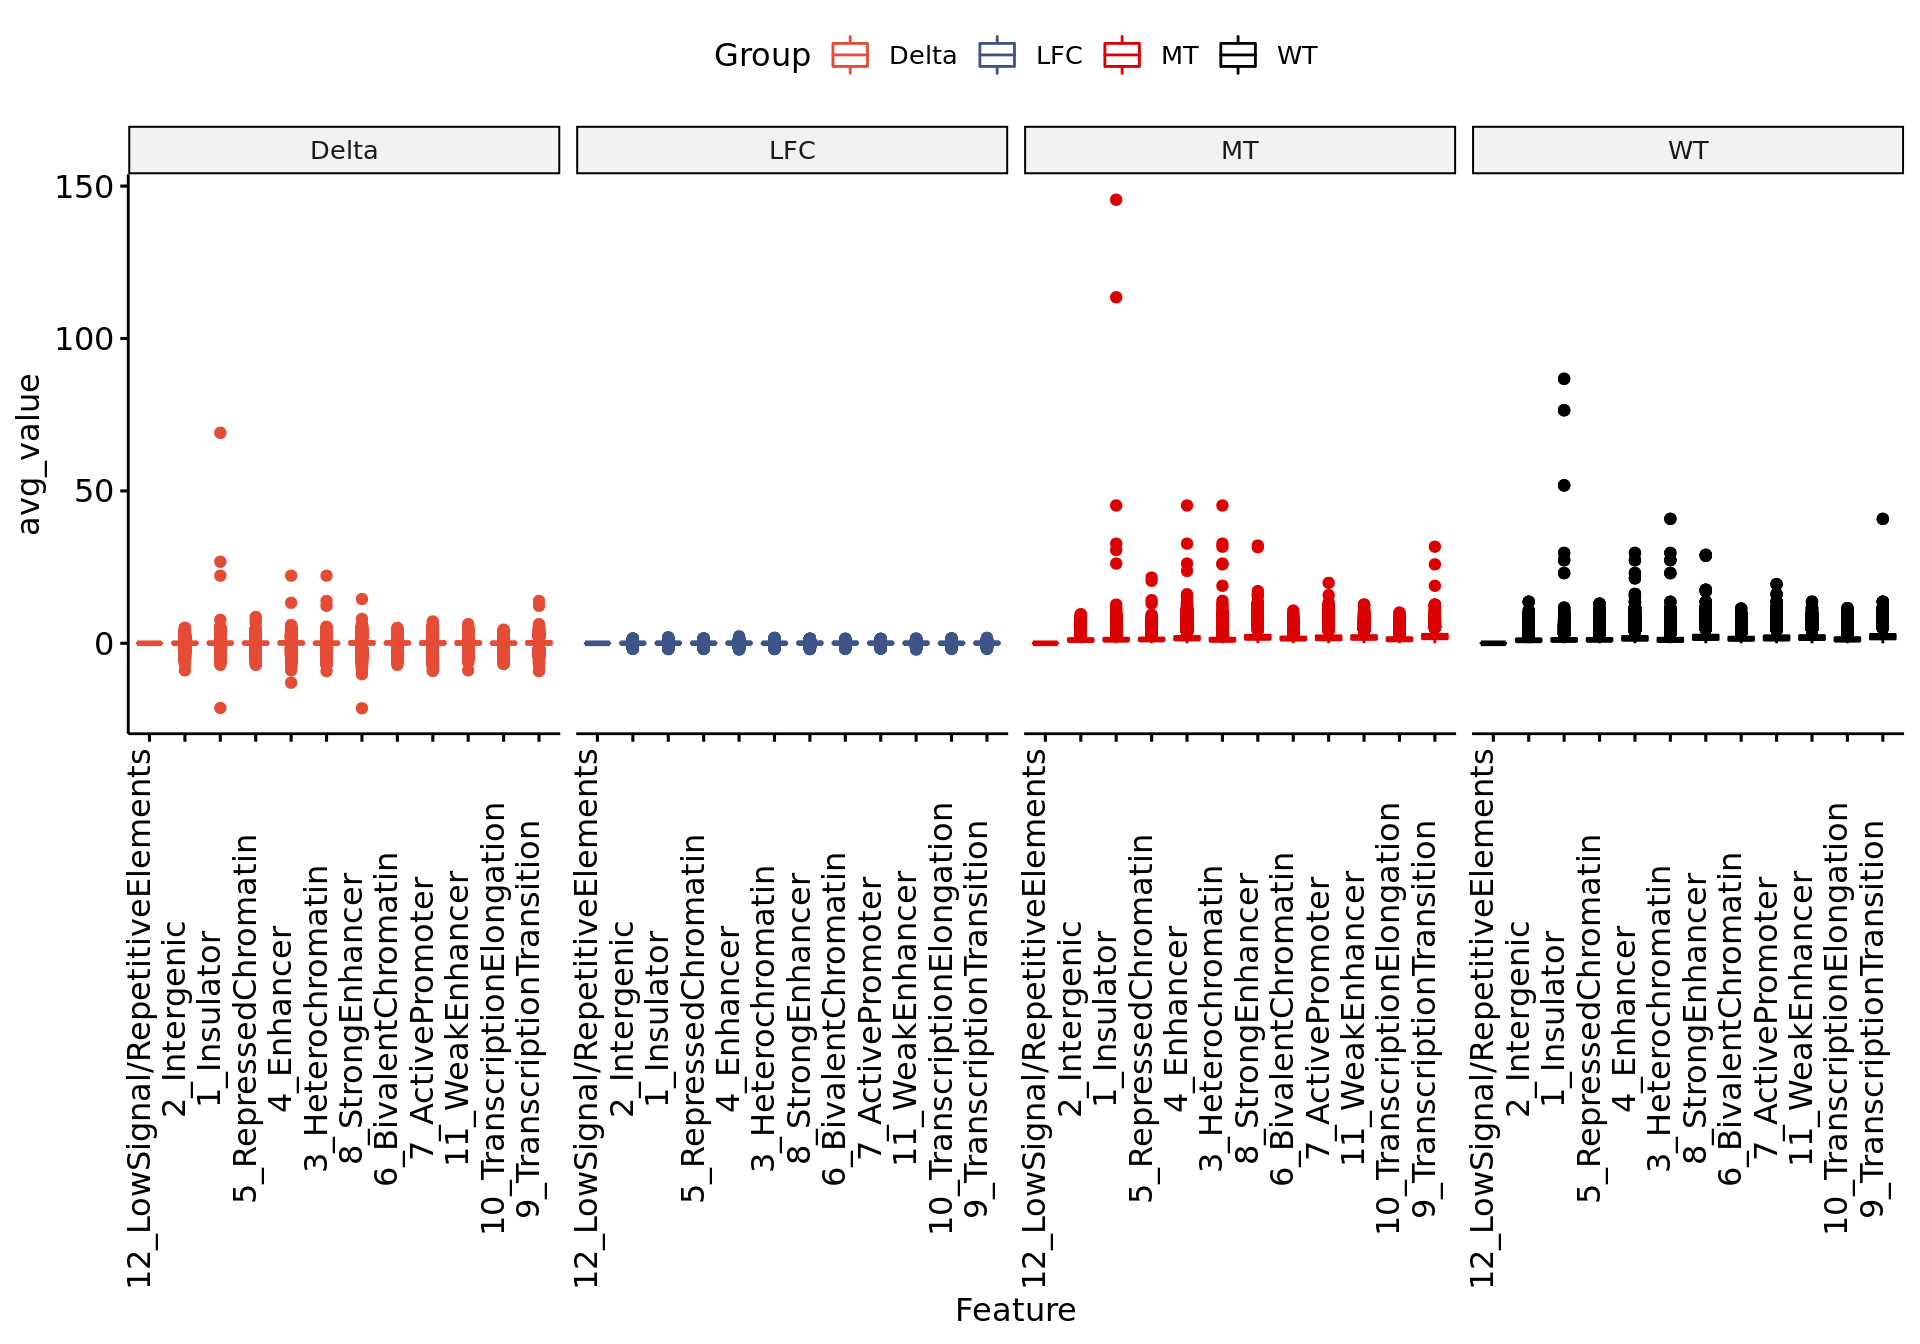 Group Delta LFC MT WT
Delta LFC MT WT
150
100
50
0
avg_value
12_LowSignal/RepetitiveElements
2_Intergenic
1_Insulator
5_RepressedChromatin
4_Enhancer
3_Heterochromatin
8_StrongEnhancer
6_BivalentChromatin
7_ActivePromoter
11_WeakEnhancer
10_TranscriptionElongation
9_TranscriptionTransition
12_LowSignal/RepetitiveElements
2_Intergenic
1_Insulator
5_RepressedChromatin
4_Enhancer
3_Heterochromatin
8_StrongEnhancer
6_BivalentChromatin
7_ActivePromoter
11_WeakEnhancer
10_TranscriptionElongation
9_TranscriptionTransition
12_LowSignal/RepetitiveElements
2_Intergenic
1_Insulator
5_RepressedChromatin
4_Enhancer
3_Heterochromatin
8_StrongEnhancer
6_BivalentChromatin
7_ActivePromoter
11_WeakEnhancer
10_TranscriptionElongation
9_TranscriptionTransition
12_LowSignal/RepetitiveElements
2_Intergenic
1_Insulator
5_RepressedChromatin
4_Enhancer
3_Heterochromatin
8_StrongEnhancer
6_BivalentChromatin
7_ActivePromoter
11_WeakEnhancer
10_TranscriptionElongation
9_TranscriptionTransition
Feature